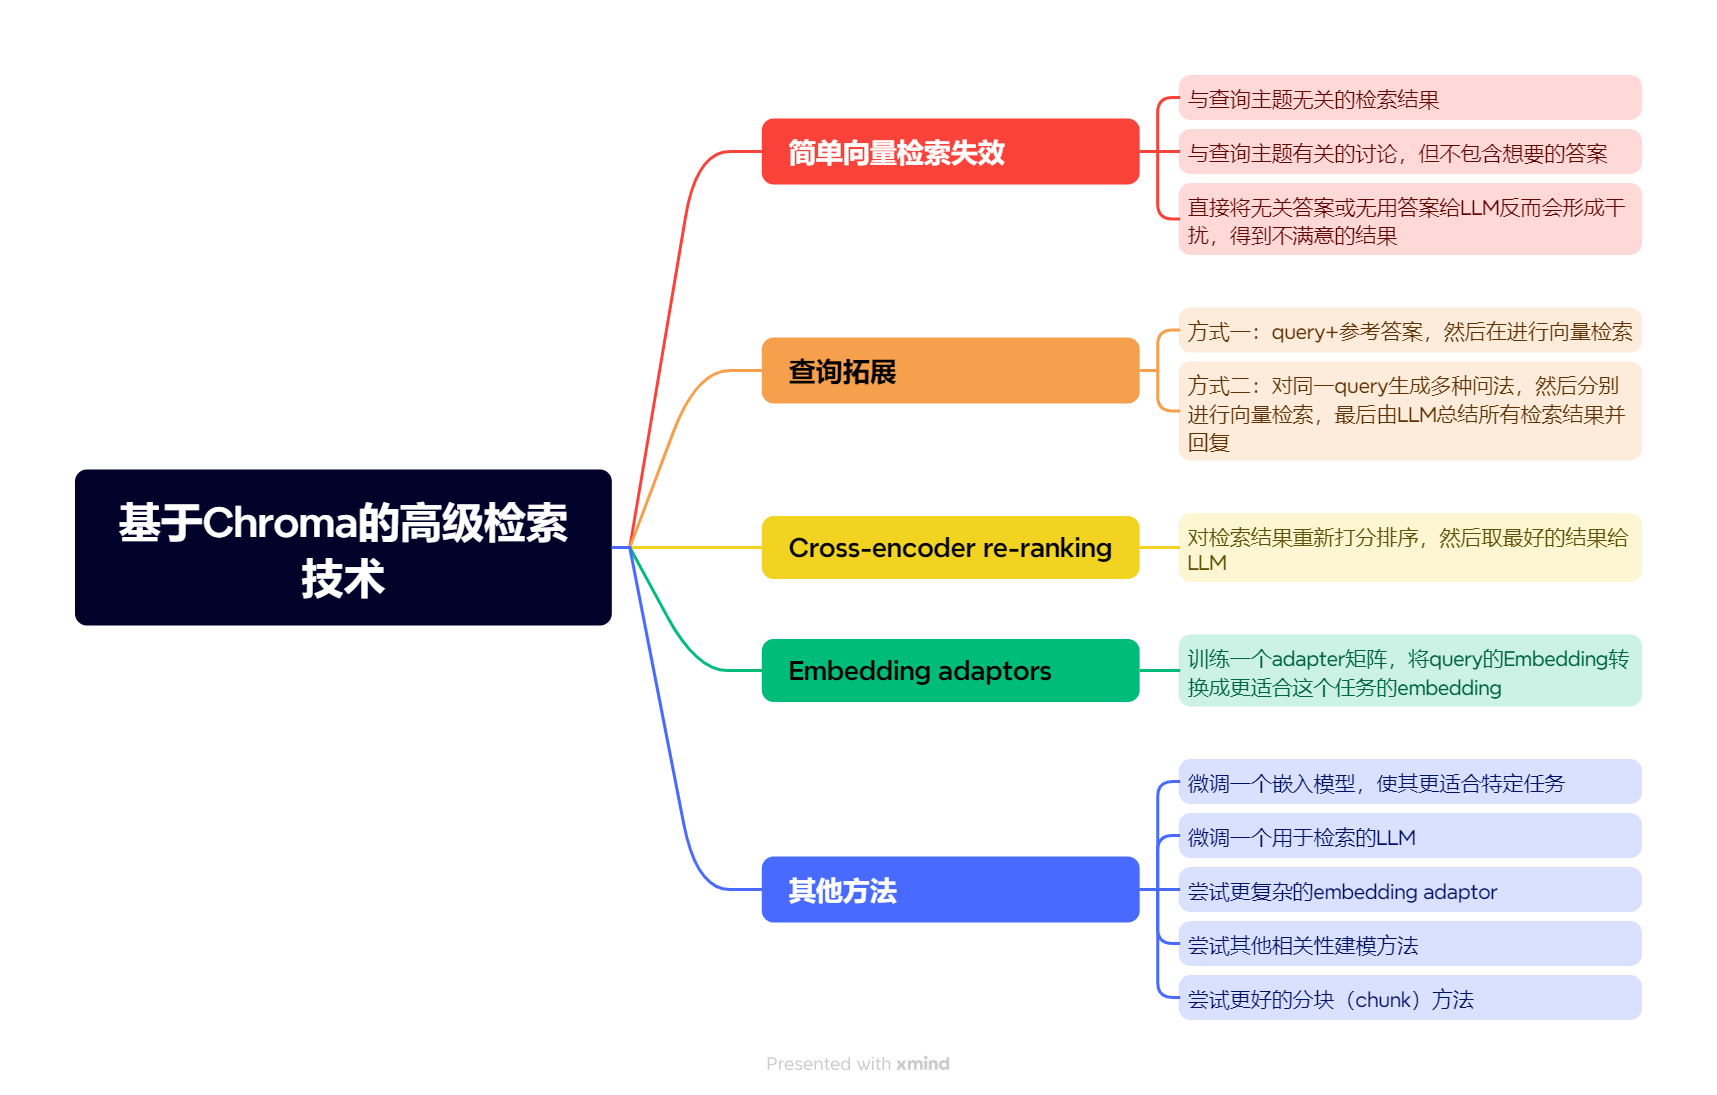 基于Chroma的高级检索
技术
简单向量检索失效
与查询主题无关的检索结果
与查询主题有关的讨论，但不包含想要的答案
直接将无关答案或无用答案给LLM反而会形成干
扰，得到不满意的结果
查询拓展
方式一：query+参考答案，然后在进行向量检索
方式二：对同一query生成多种问法，然后分别
进行向量检索，最后由LLM总结所有检索结果并
回复
Cross-encoder re-ranking
对检索结果重新打分排序，然后取最好的结果给
LLM
Embedding adaptors
训练一个adapter矩阵，将query的Embedding转
换成更适合这个任务的embedding
其他方法
微调一个嵌入模型，使其更适合特定任务
微调一个用于检索的LLM
尝试更复杂的embedding adaptor
尝试其他相关性建模方法
尝试更好的分块（chunk）方法
Presented with xmind